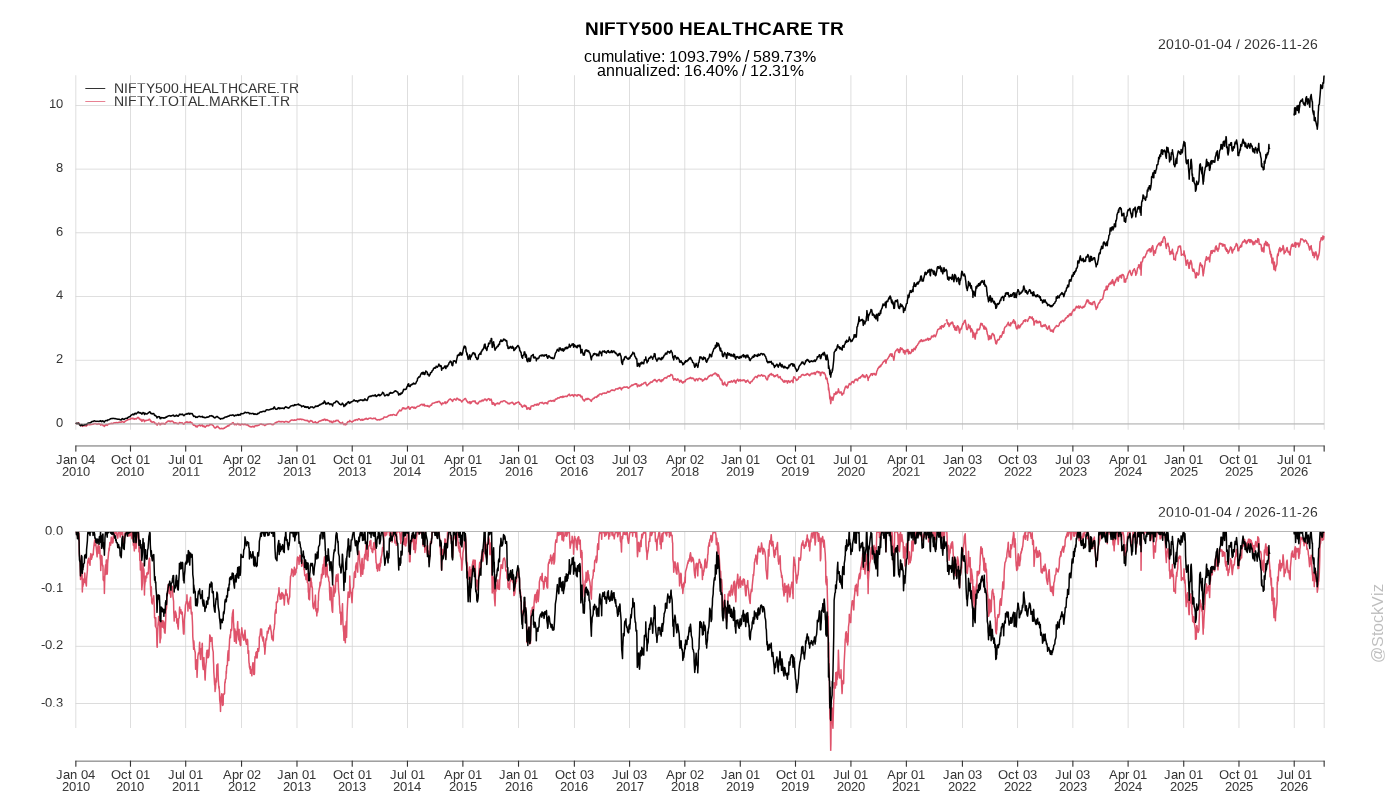 NIFTY500 HEALTHCARE TR
cumulative: 1093.79% / 589.73%
annualized: 16.40% / 12.31%
2010-01-04 / 2026-11-26
NIFTY500.HEALTHCARE.TR
NIFTY.TOTAL.MARKET.TR
10
8
6
4
2
0
Jan 04 Oct 01 Jul 01 Apr 02 Jan 01 Oct 01 Jul 01 Apr 01 Jan 01 Oct 03 Jul 03 Apr 02 Jan 01 Oct 01 Jul 01 Apr 01 Jan 03 Oct 03 Jul 03 Apr 01 Jan 01 Oct 01 Jul 01
2010 2010 2011 2012 2013 2013 2014 2015 2016 2016 2017 2018 2019 2019 2020 2021 2022 2022 2023 2024 2025 2025 2026
2010-01-04 / 2026-11-26
0.0
-0.1
-0.2
-0.3
Jan 04 Oct 01 Jul 01 Apr 02 Jan 01 Oct 01 Jul 01 Apr 01 Jan 01 Oct 03 Jul 03 Apr 02 Jan 01 Oct 01 Jul 01 Apr 01 Jan 03 Oct 03 Jul 03 Apr 01 Jan 01 Oct 01 Jul 01
2010 2010 2011 2012 2013 2013 2014 2015 2016 2016 2017 2018 2019 2019 2020 2021 2022 2022 2023 2024 2025 2025 2026
@StockViz